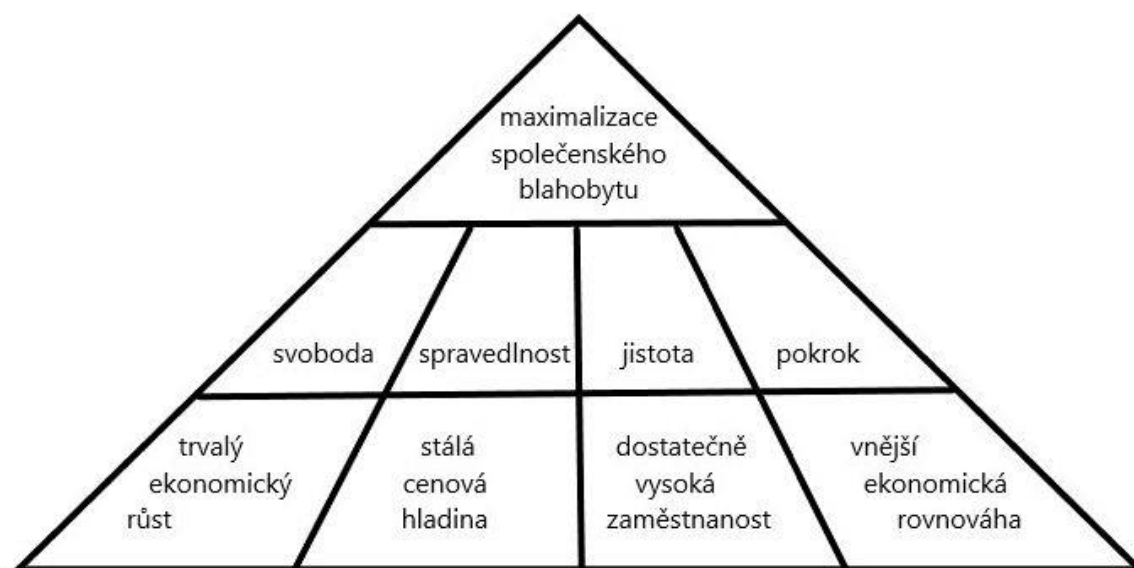 maximalizace
společenského
blahobytu
svoboda
spravedlnost
jistota
pokrok
trvalý
ekonomický
růst
stálá
cenová
hladina
dostatečně
vysoká
zaměstnanost
vnější
ekonomická
rovnováha